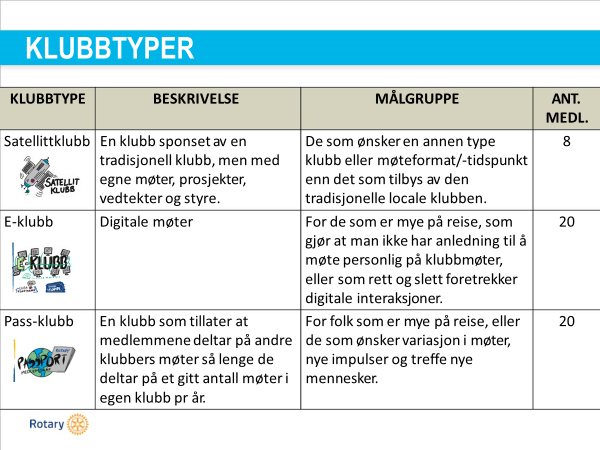 KLUBBTYPER
KLUBBTYPE BESKRIVELSE MÅLGRUPPE ANT. MEDL.
Satellittklubb
SATELLIT
KLUBB
En klubb sponset av en
tradisjonell klubb, men med
egne møter, prosjekter,
vedtekter og styre.
De som ønsker en annen type
klubb eller møteformat/-tidspunkt
enn det som tilbys av den
tradisjonelle locale klubben.
8
E-klubb
E-KLUBB
Digitale møter
For de som er mye på reise, som
gjør at man ikke har anledning til å
møte personlig på klubbmøter,
eller som rett og slett foretrekker
digitale interaksjoner.
20
Pass-klubb
PASSPORT
En klubb som tillater at
medlemmene deltar på andre
klubbers møter så lenge de
deltar på et gitt antall møter i
egen klubb pr år.
For folk som er mye på reise, eller
de som ønsker variasjon i møter,
nye impulser og treffe nye
mennesker.
20
Rotary